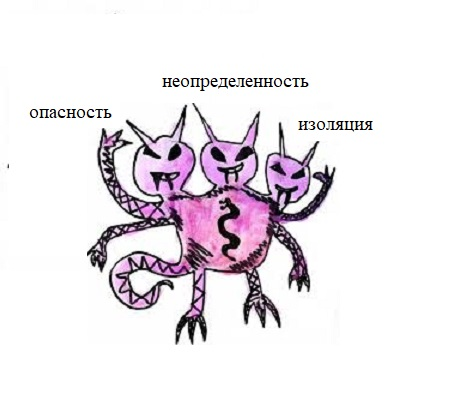 неопределенность
опасность
изоляция